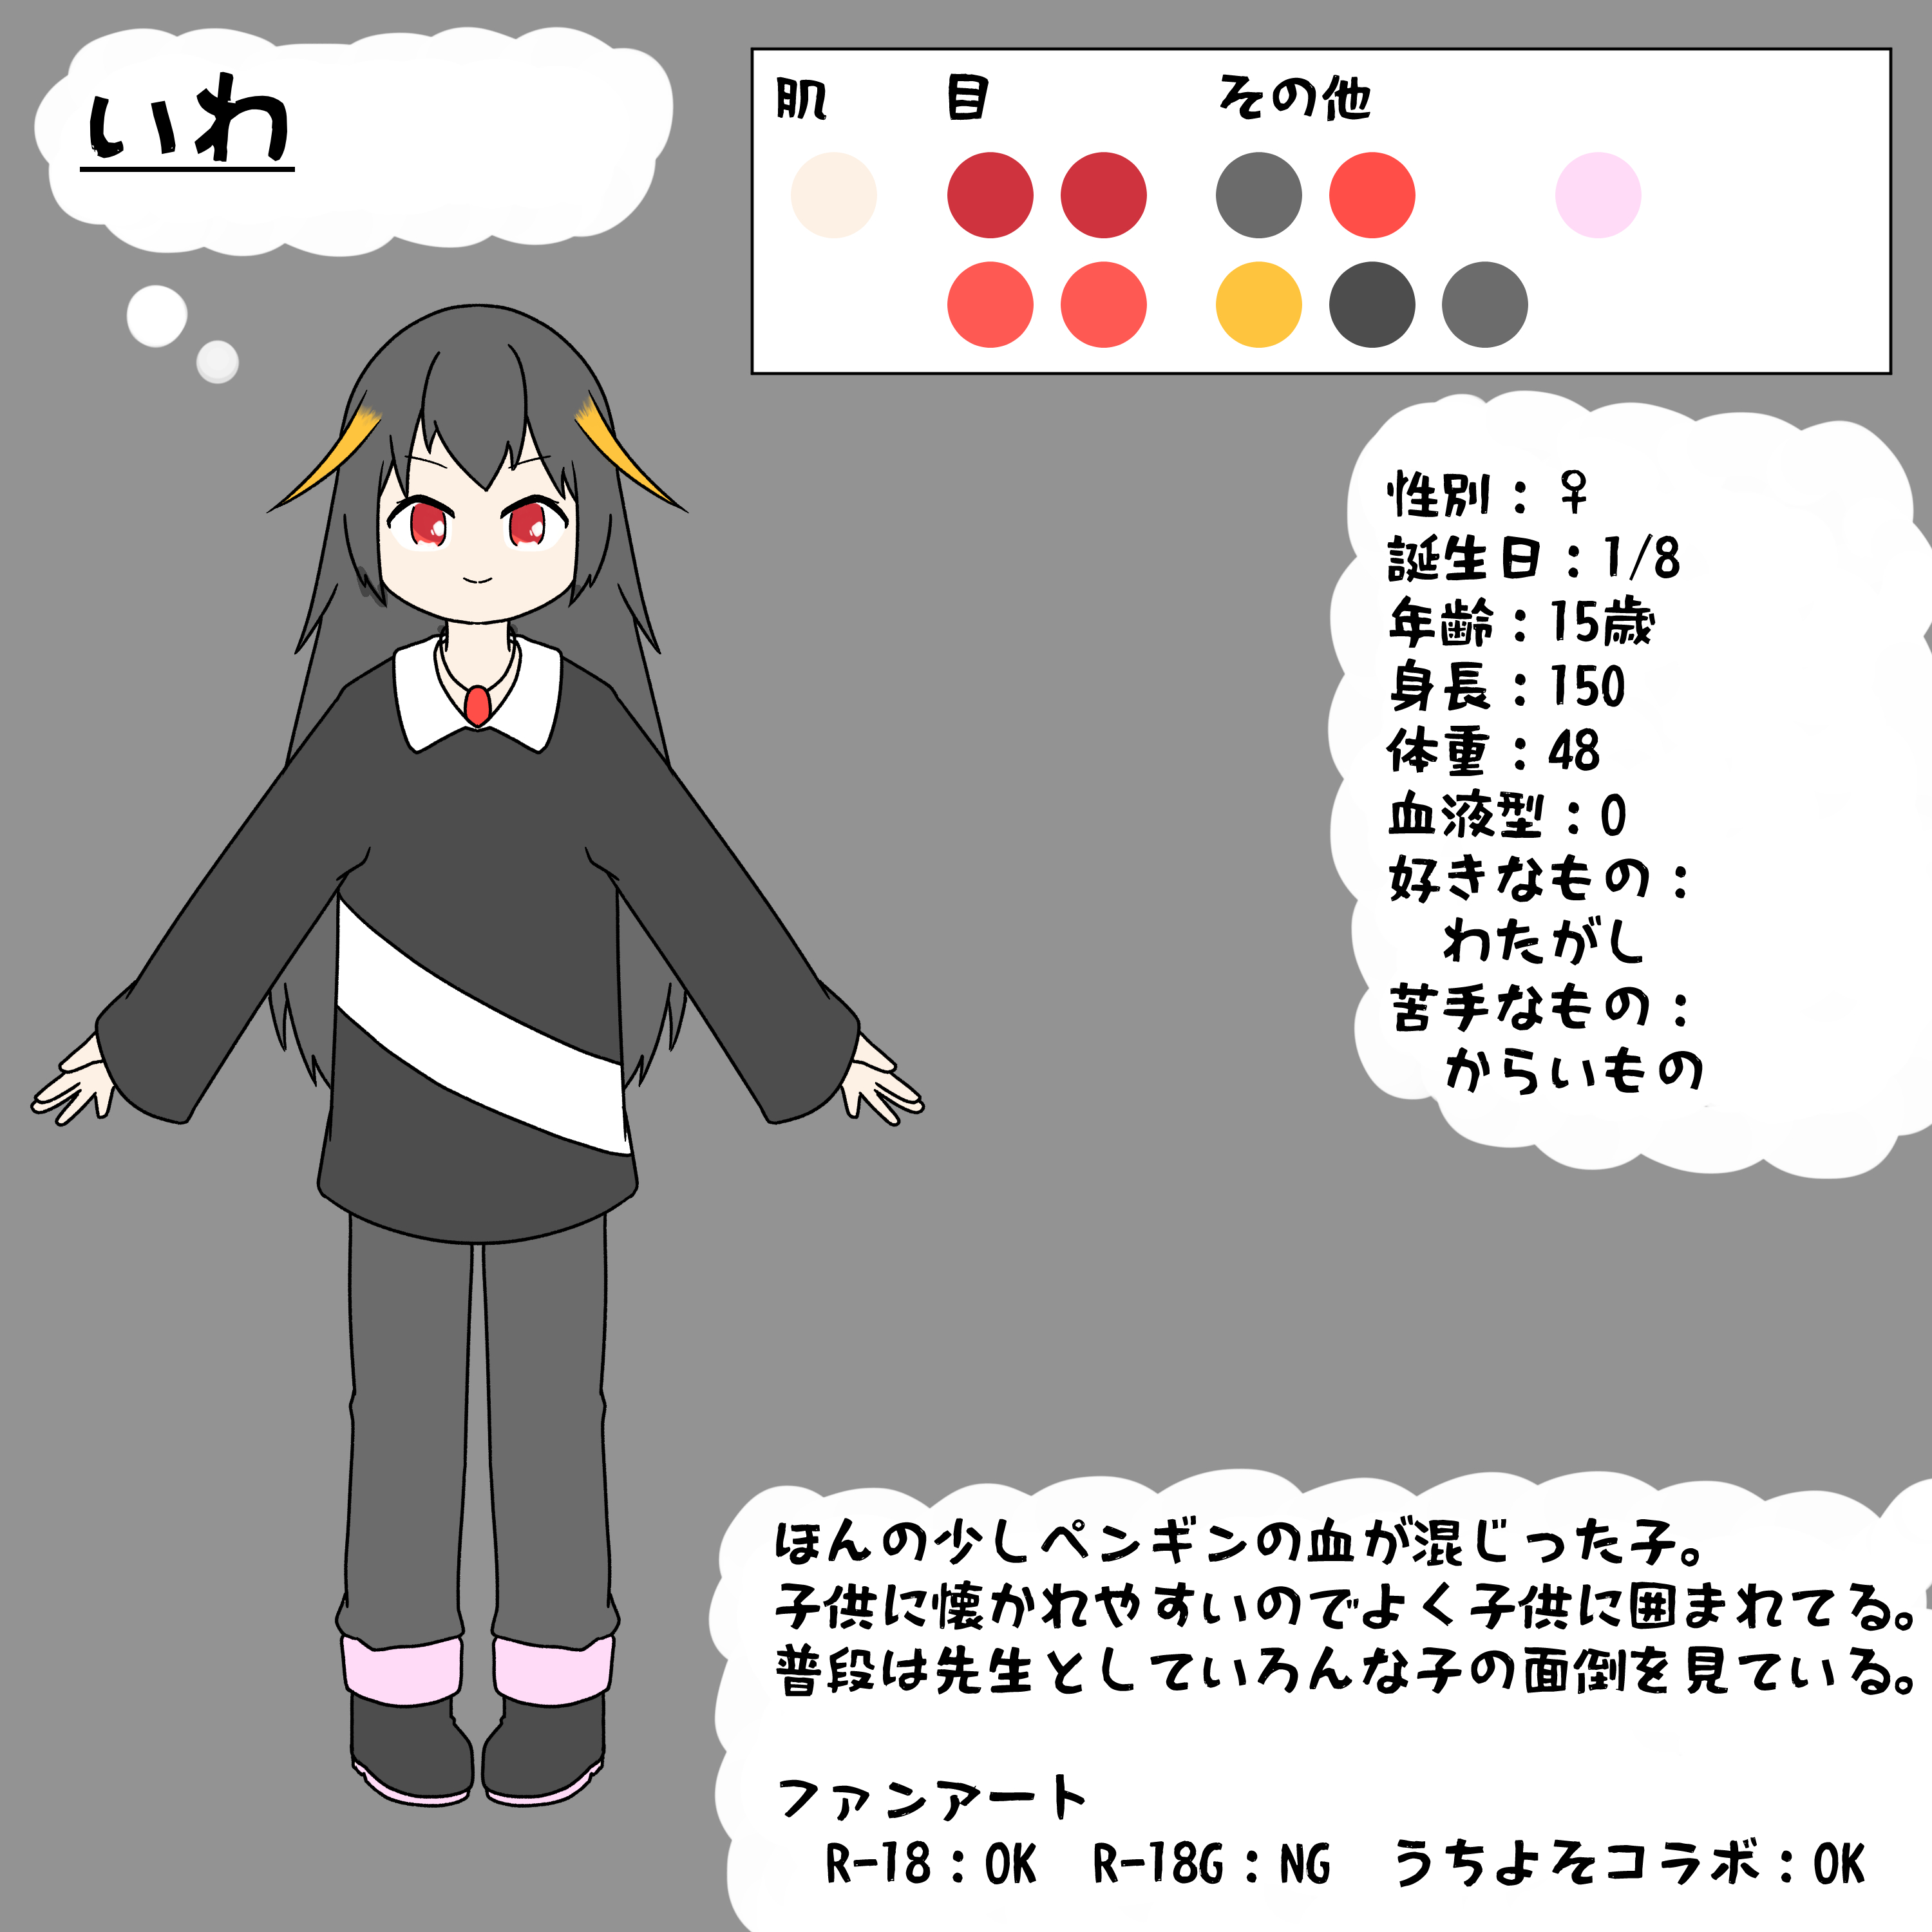 いわ
肌 目 その他
性別：♀
誕生日：1/8
年齢：15歳
身長：150
体重：48
血液型：O
好きなもの：
わたがし
苦手なもの：
からいもの
ほんの少しペンギンの血が混じった子。
子供に懐かれやすいのでよく子供に囲まれてる。
普段は先生としていろんな子の面倒を見ている。
ファンアート
R-18：OK R-18G：NG うちよそコラボ：OK